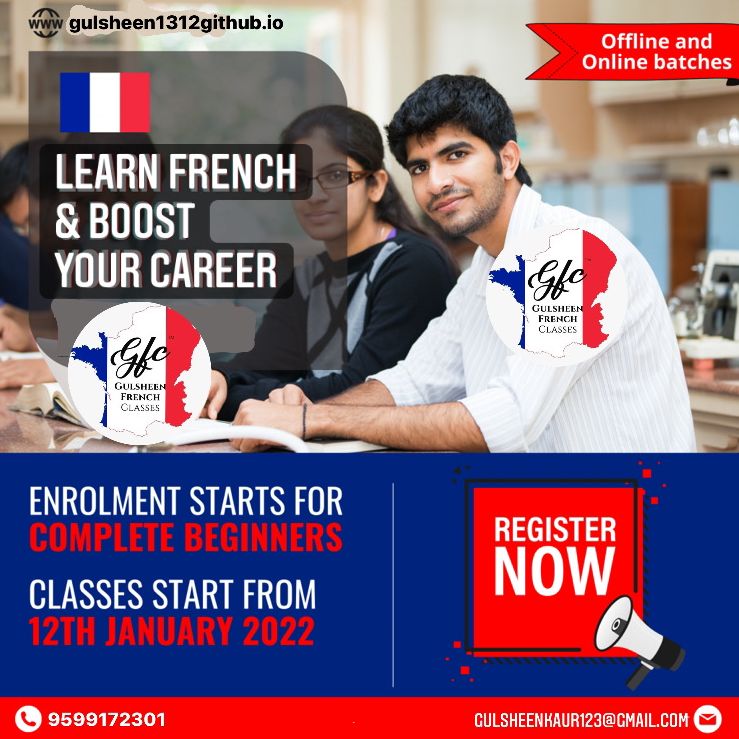 gulsheen1312github.io
Offline and
Online batches
LEARN FRENCH
& BOOST
YOUR CAREER
Gfc
GULSHEEN
FRENCH
CLASSES
Gfc
GULSHEEN
FRENCH
CLASSES
ENROLMENT STARTS FOR
COMPLETE BEGINNERS
CLASSES START FROM
12TH JANUARY 2022
REGISTER
NOW
9599172301
GULSHEENKAUR123@GMAIL.COM